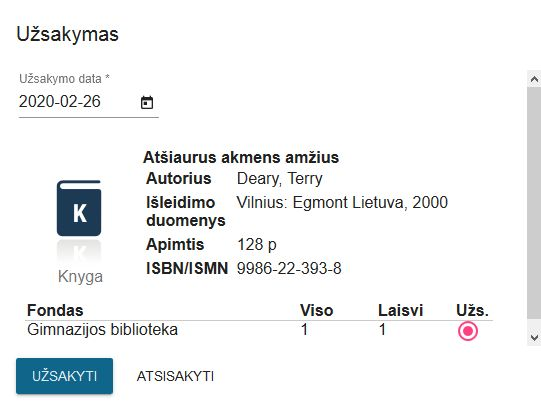 Užsakymas
Užsakymo data *
2020-02-26
Atšiaurus akmens amžius
Autorius Deary, Terry
Išleidimo duomenys Vilnius: Egmont Lietuva, 2000
Apimtis 128 p
ISBN/ISMN 9986-22-393-8
K
Knyga
Fondas Viso Laisvi Užs.
Gimnazijos biblioteka 1 1
UŽSAKYTI ATSISAKYTI